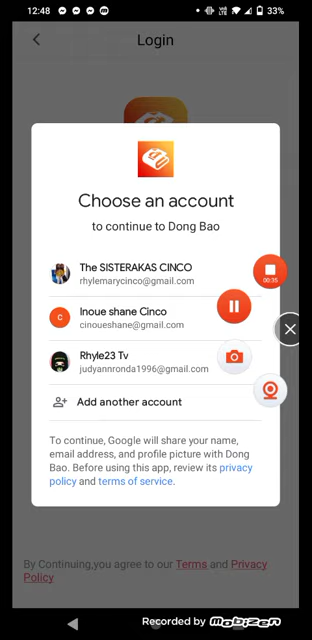 12:48
33%
Login
Choose an account
to continue to Dong Bao
The SISTERAKAS CINCO
rhylemarycinco@gmail.com
00:35
C
Inoue shane Cinco
cinoueshane@gmail.com
Rhyle23 Tv
judyannronda1996@gmail.com
Add another account
To continue, Google will share your name,
email address, and profile picture with Dong
Bao. Before using this app, review its privacy
policy and terms of service.
By Continuing,you agree to our Terms and Privacy
Policy
Recorded by Mobizen